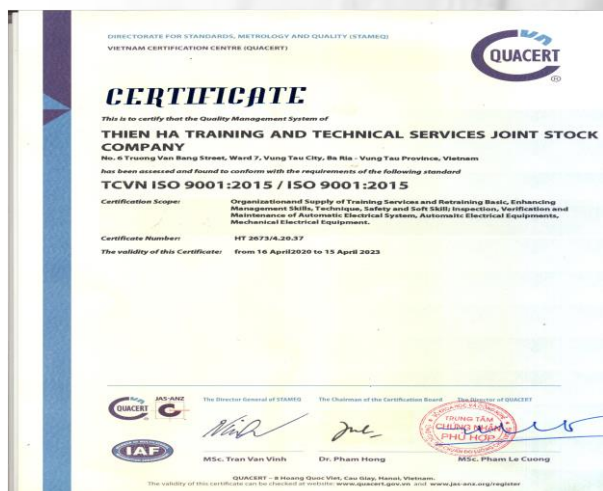 DIRECTORATE FOR STANDARDS, METROLOGY AND QUALITY (STAMEQ)
VIETNAM CERTIFICATION CENTRE (QUACERT)
QUACERT
®
CERTIFICATE
This is to certify that the Quality Management System of
THIEN HA TRAINING AND TECHNICAL SERVICES JOINT STOCK
COMPANY
No. 6 Truong Van Bang Street, Ward 7, Vung Tau City, Ba Ria - Vung Tau Province, Vietnam
has been assessed and found to conform with the requirements of the following standard
TCVN ISO 9001:2015 / ISO 9001:2015
Certification Scope: Organizationand Supply of Training Services and Retraining Basic, Enhancing
Management Skills, Technique, Safety and Soft Skill; Inspection, Verification and
Maintenance of Automatic Electrical System, Automaitc Electrical Equipments,
Mechanical Electrical Equipment.
Certificate Number: HT 2673/4.20.37
The validity of this Certificate: from 16 April2020 to 15 April 2023
QUACERT
JAS-ANZ
The Director General of STAMEQ The Chairman of the Certification Board The Director of QUACERT
TRUNG TÂM
CHỨNG NHẬN
PHÙ HỢP
IAF
MSc. Tran Van Vinh Dr. Pham Hong MSc. Pham Le Cuong
QUACERT – 8 Hoang Quoc Viet, Cau Giay, Hanoi, Vietnam.
The validity of this certificate can be checked at website: www.quacert.gov.vn and www.jas-anz.org/register